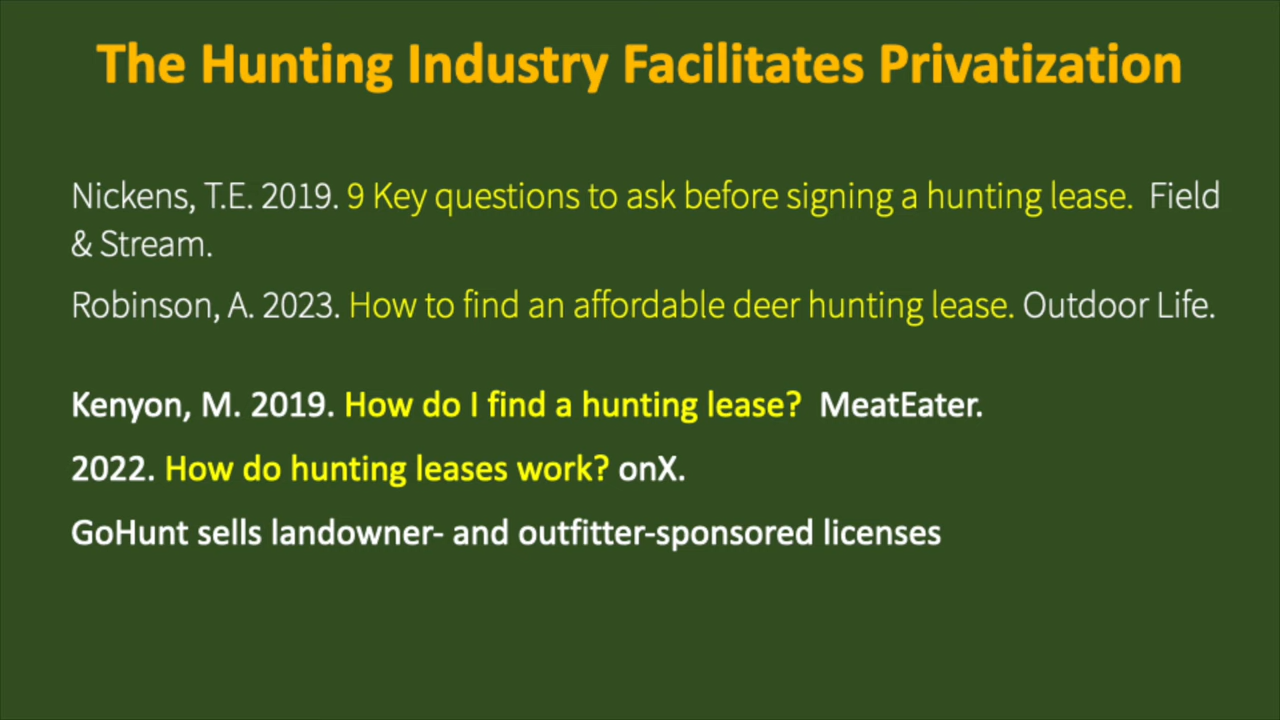 The Hunting Industry Facilitates Privatization
Nickens, T.E. 2019. 9 Key questions to ask before signing a hunting lease.  Field
& Stream.
Robinson, A. 2023. How to find an affordable deer hunting lease. Outdoor Life.
Kenyon, M. 2019. How do I find a hunting lease?  MeatEater.
2022. How do hunting leases work? onX.
GoHunt sells landowner- and outfitter-sponsored licenses